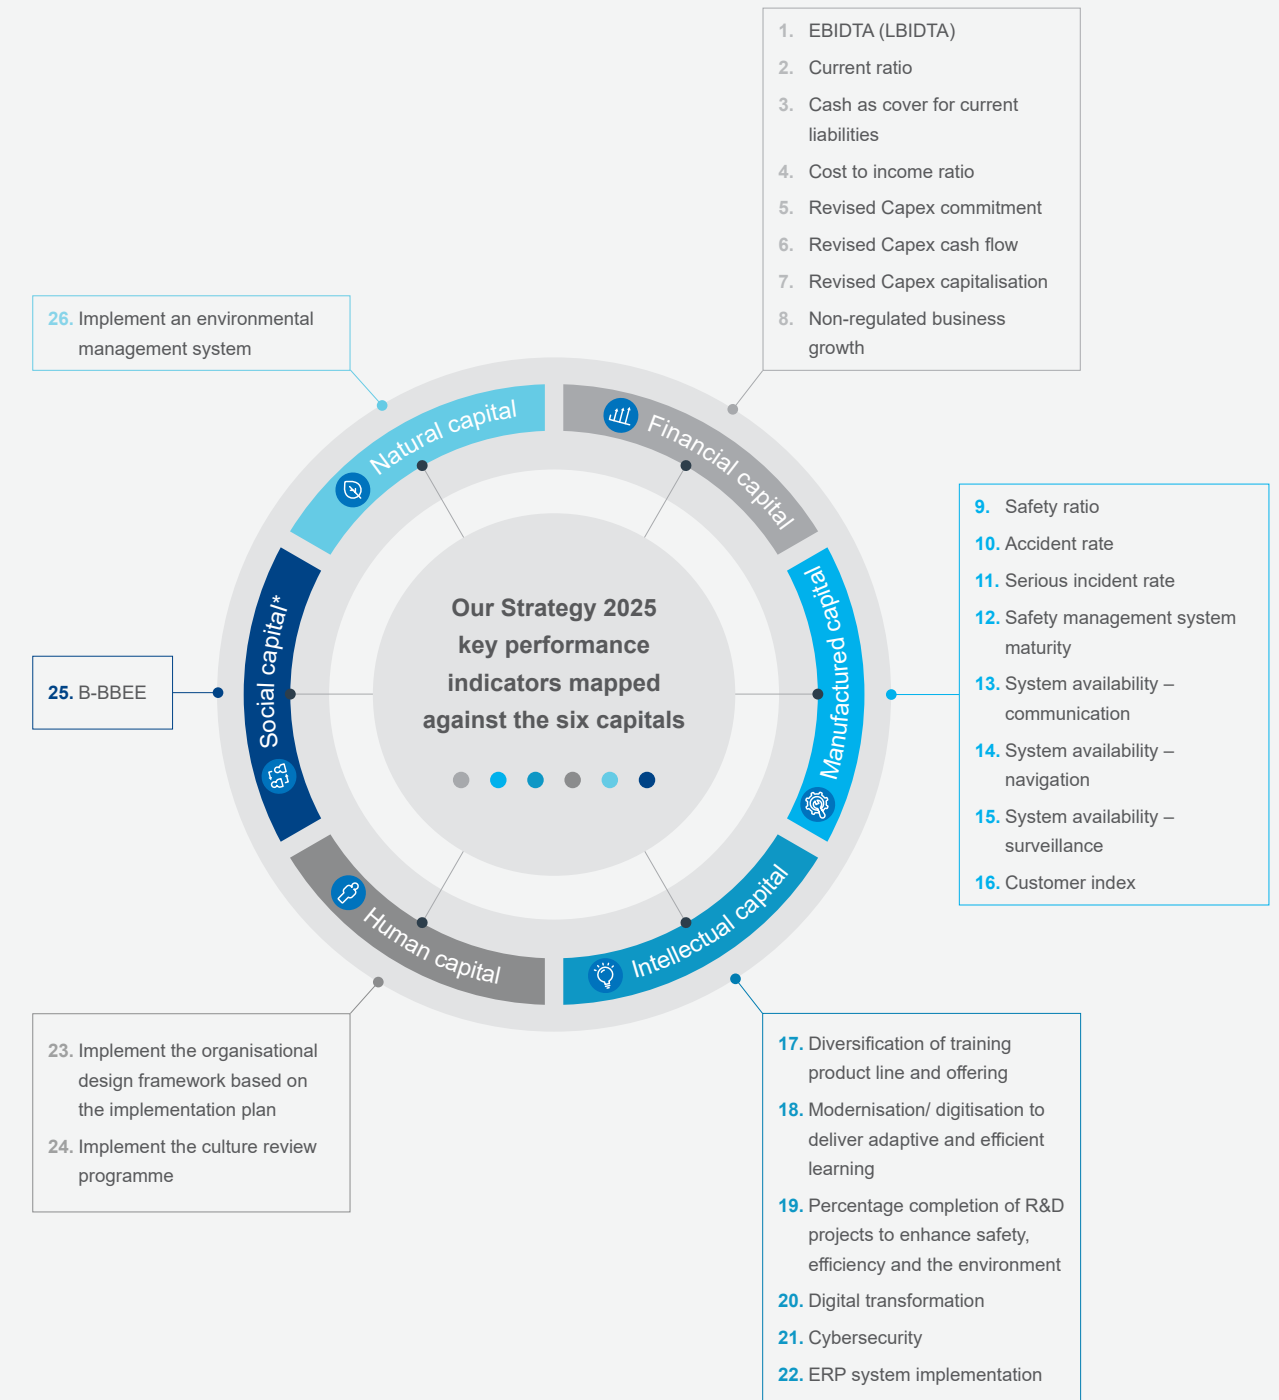 1. EBIDTA (LBIDTA)
2. Current ratio
3. Cash as cover for current
liabilities
4. Cost to income ratio
5. Revised Capex commitment
6. Revised Capex cash flow
7. Revised Capex capitalisation
8. Non-regulated business
growth
26. Implement an environmental
management system
Natural capital
Financial capital
9. Safety ratio
10. Accident rate
11. Serious incident rate
12. Safety management system
maturity
13. System availability –
communication
14. System availability –
navigation
15. System availability –
surveillance
16. Customer index
Manufactured capital
Our Strategy 2025
key performance
indicators mapped
against the six capitals
Social capital*
25. B-BBEE
Human capital
Intellectual capital
23. Implement the organisational
design framework based on
the implementation plan
24. Implement the culture review
programme
17. Diversification of training
product line and offering
18. Modernisation/ digitisation to
deliver adaptive and efficient
learning
19. Percentage completion of R&D
projects to enhance safety,
efficiency and the environment
20. Digital transformation
21. Cybersecurity
22. ERP system implementation